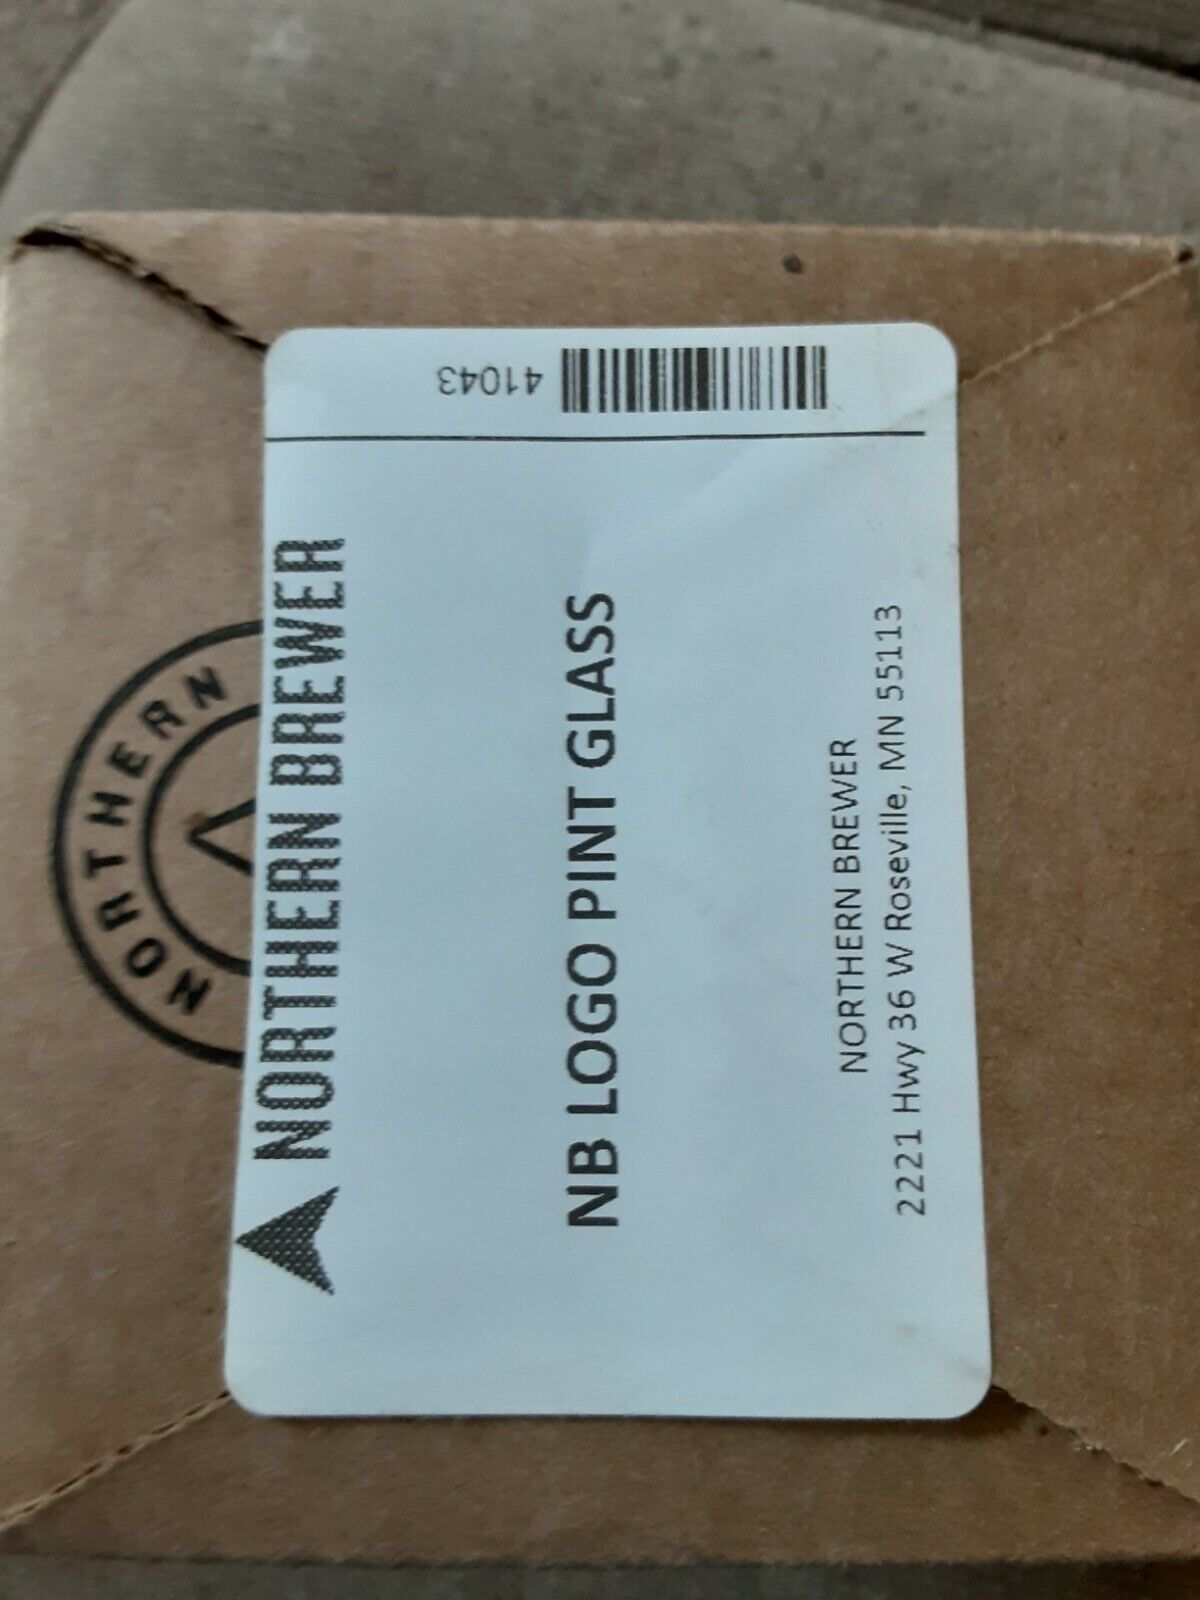 NORTHERN
NORTHERN BREWER
NB LOGO PINT GLASS
NORTHERN BREWER
2221 Hwy 36 W Roseville, MN 55113
41043